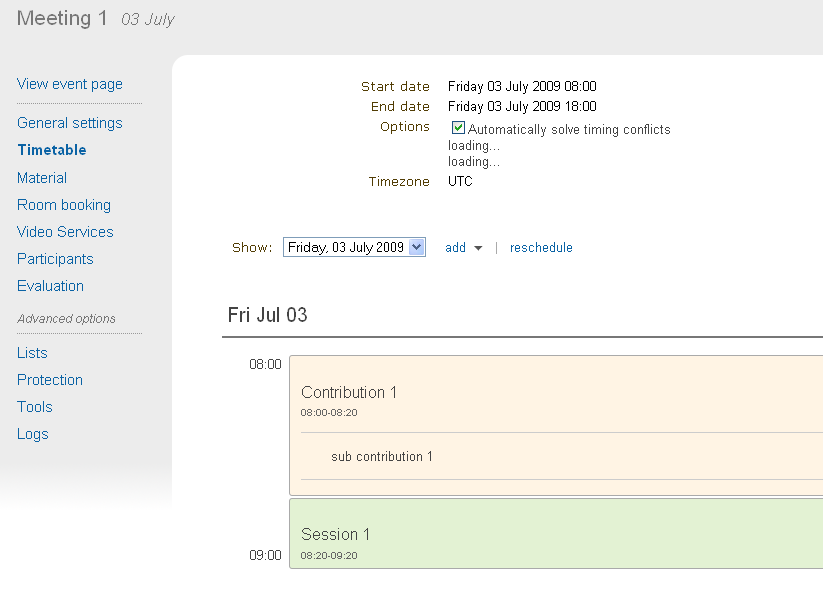 Meeting 1 03 July
View event page
General settings
Timetable
Material
Room booking
Video Services
Participants
Evaluation
Advanced options
Lists
Protection
Tools
Logs
Start date Friday 03 July 2009 08:00
End date Friday 03 July 2009 18:00
Options Automatically solve timing conflicts
loading...
loading...
Timezone UTC
Show: Friday, 03 July 2009 add | reschedule
Fri Jul 03
08:00
Contribution 1
08:00-08:20
sub contribution 1
Session 1
09:00 08:20-09:20